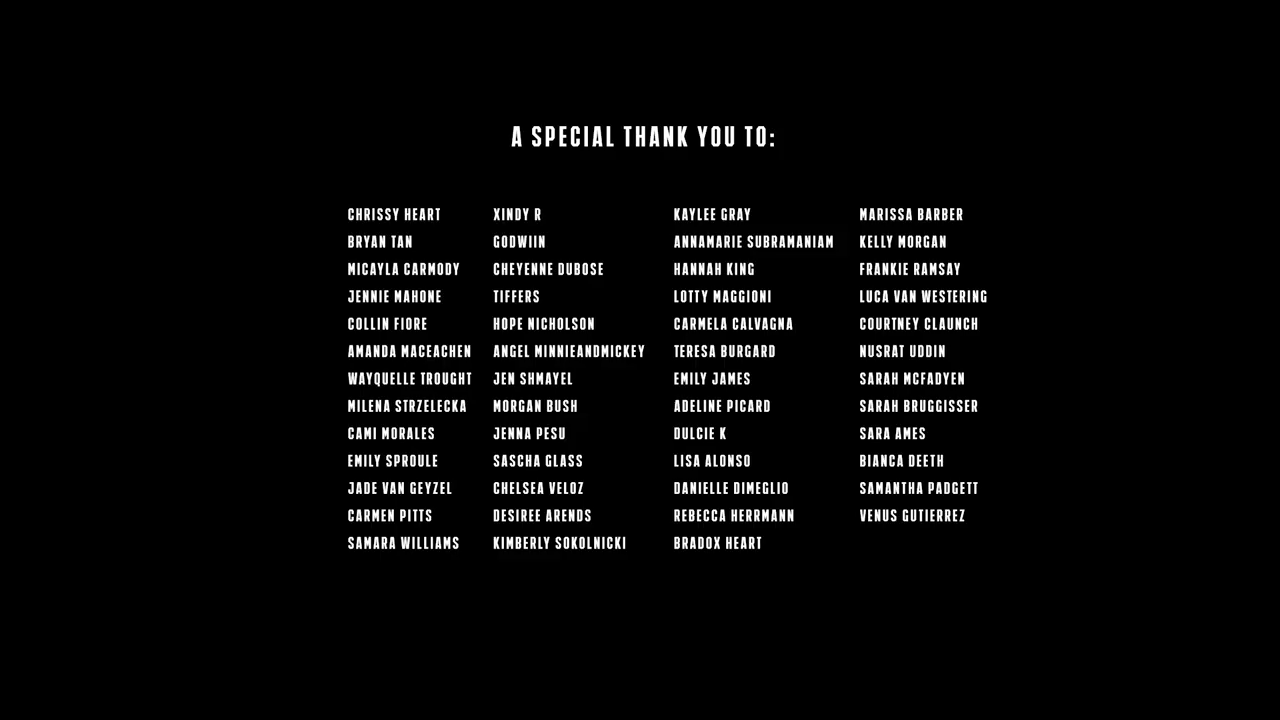 A SPECIAL THANK YOU TO:
CHRISSY HEART
BRYAN TAN
MICAYLA CARMODY
JENNIE MAHONE
COLLIN FIORE
AMANDA MACEACHEN
WAYQUELLE TROUGHT
MILENA STRZELECKA
CAMI MORALES
EMILY SPROULE
JADE VAN GEYZEL
CARMEN PITTS
SAMARA WILLIAMS
XINDY R
GODWIIN
CHEYENNE DUBOSE
TIFFERS
HOPE NICHOLSON
ANGEL MINNIEANDMICKEY
JEN SHMAYEL
MORGAN BUSH
JENNA PESU
SASCHA GLASS
CHELSEA VELOZ
DESIREE ARENDS
KIMBERLY SOKOLNICKI
KAYLEE GRAY
ANNAMARIE SUBRAMANIAM
HANNAH KING
LOTTY MAGGIONI
CARMELA CALVAGNA
TERESA BURGARD
EMILY JAMES
ADELINE PICARD
DULCIE K
LISA ALONSO
DANIELLE DIMEGLIO
REBECCA HERRMANN
BRADOX HEART
MARISSA BARBER
KELLY MORGAN
FRANKIE RAMSAY
LUCA VAN WESTERING
COURTNEY CLAUNCH
NUSRAT UDDIN
SARAH MCFADYEN
SARAH BRUGGISSER
SARA AMES
BIANCA DEETH
SAMANTHA PADGETT
VENUS GUTIERREZ